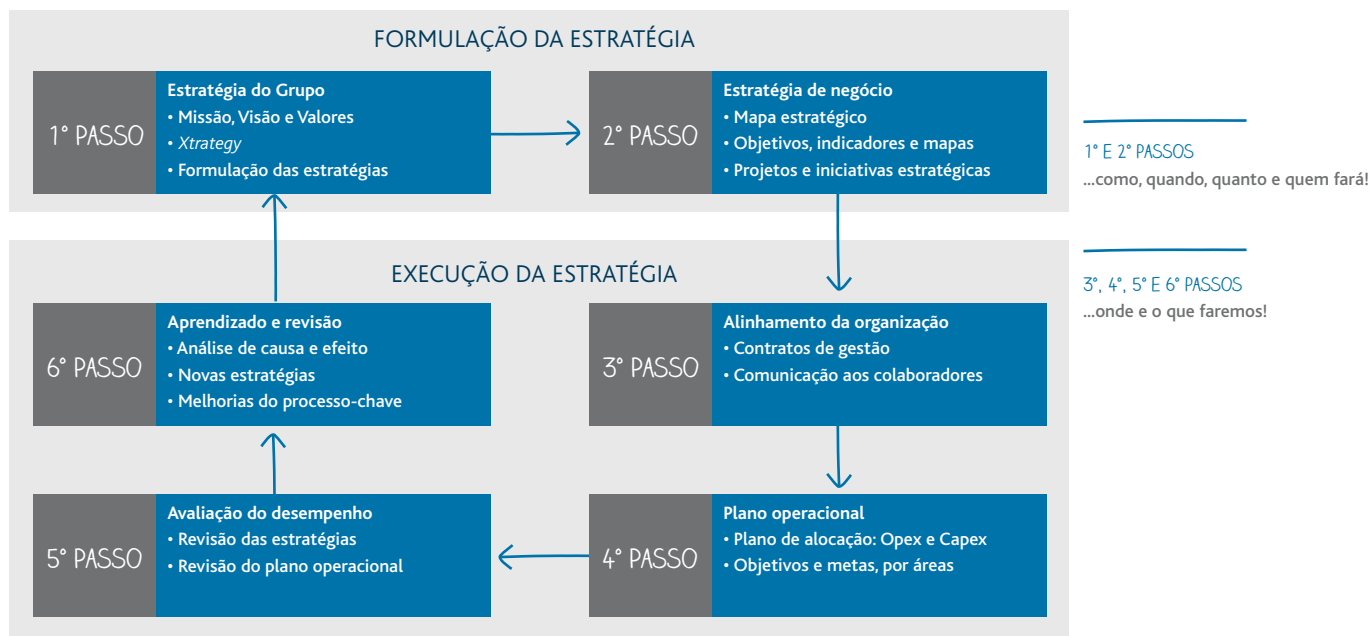 FORMULAÇÃO DA ESTRATÉGIA
1° PASSO
Estratégia do Grupo
• Missão, Visão e Valores
• Xtrategy
• Formulação das estratégias
2° PASSO
Estratégia de negócio
• Mapa estratégico
• Objetivos, indicadores e mapas
• Projetos e iniciativas estratégicas
1° E 2° PASSOS
...como, quando, quanto e quem fará!
EXECUÇÃO DA ESTRATÉGIA
3°, 4°, 5° E 6° PASSOS
...onde e o que faremos!
6° PASSO
Aprendizado e revisão
• Análise de causa e efeito
• Novas estratégias
• Melhorias do processo-chave
3° PASSO
Alinhamento da organização
• Contratos de gestão
• Comunicação aos colaboradores
5° PASSO
Avaliação do desempenho
• Revisão das estratégias
• Revisão do plano operacional
4° PASSO
Plano operacional
• Plano de alocação: Opex e Capex
• Objetivos e metas, por áreas